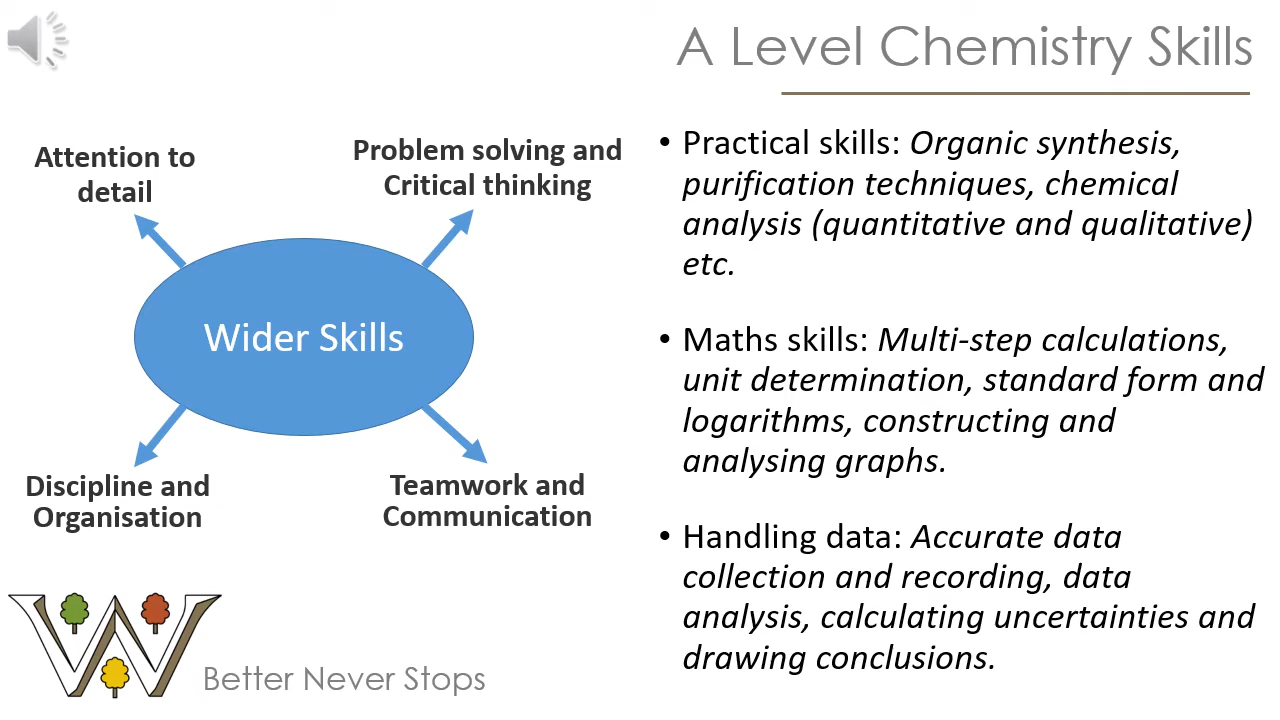 A Level Chemistry Skills
Attention to
detail
Problem solving and
Critical thinking
Wider Skills
Discipline and
Organisation
Teamwork and
Communication
• Practical skills: Organic synthesis,
purification techniques, chemical
analysis (quantitative and qualitative)
etc.
• Maths skills: Multi-step calculations,
unit determination, standard form and
logarithms, constructing and
analysing graphs.
• Handling data: Accurate data
collection and recording, data
analysis, calculating uncertainties and
drawing conclusions.
W
Better Never Stops